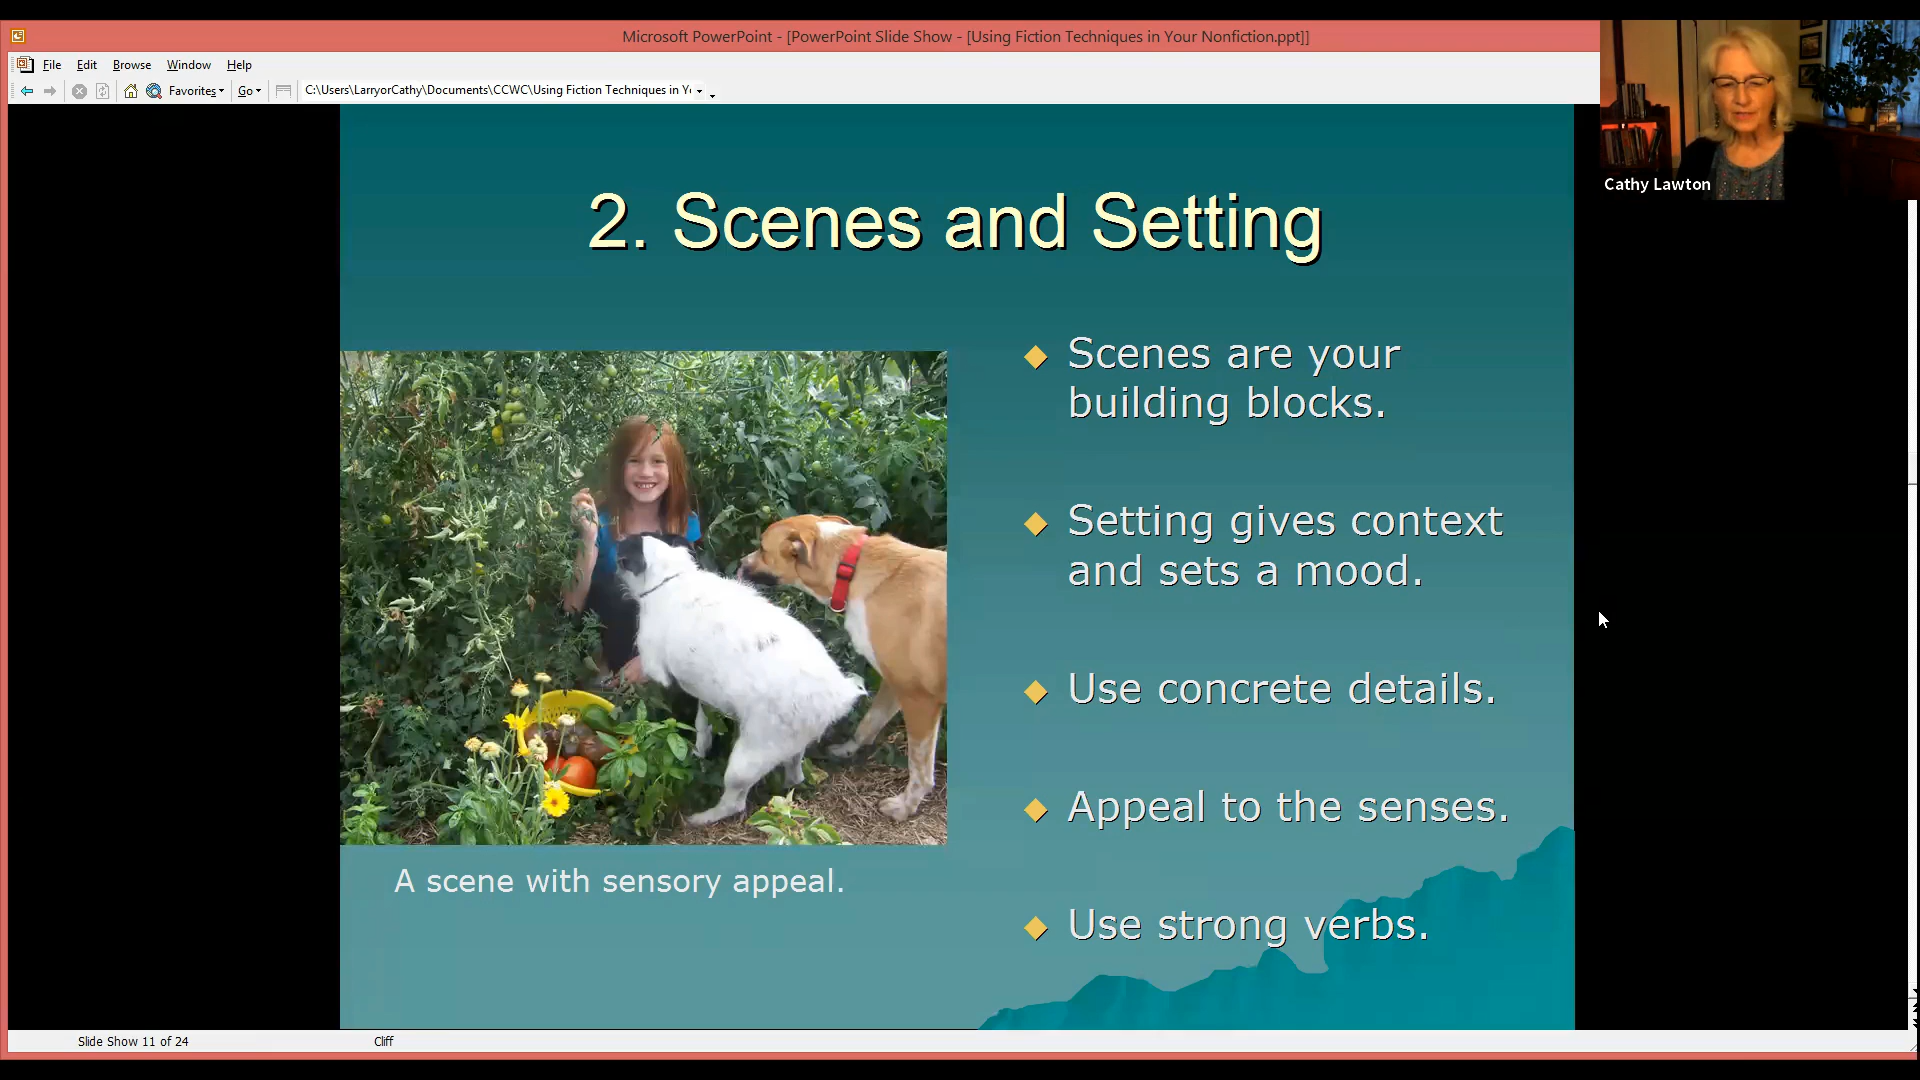 Microsoft PowerPoint - [PowerPoint Slide Show - [Using Fiction Techniques in Your Nonfiction.ppt]]
File Edit Browse Window Help
Favorites Go C:\Users\LarryorCathy\Documents\CCWC\Using Fiction Techniques in
Cathy Lawton
2. Scenes and Setting
Scenes are your
building blocks.
Setting gives context
and sets a mood.
Use concrete details.
Appeal to the senses.
Use strong verbs.
A scene with sensory appeal.
Slide Show 11 of 24 Cliff